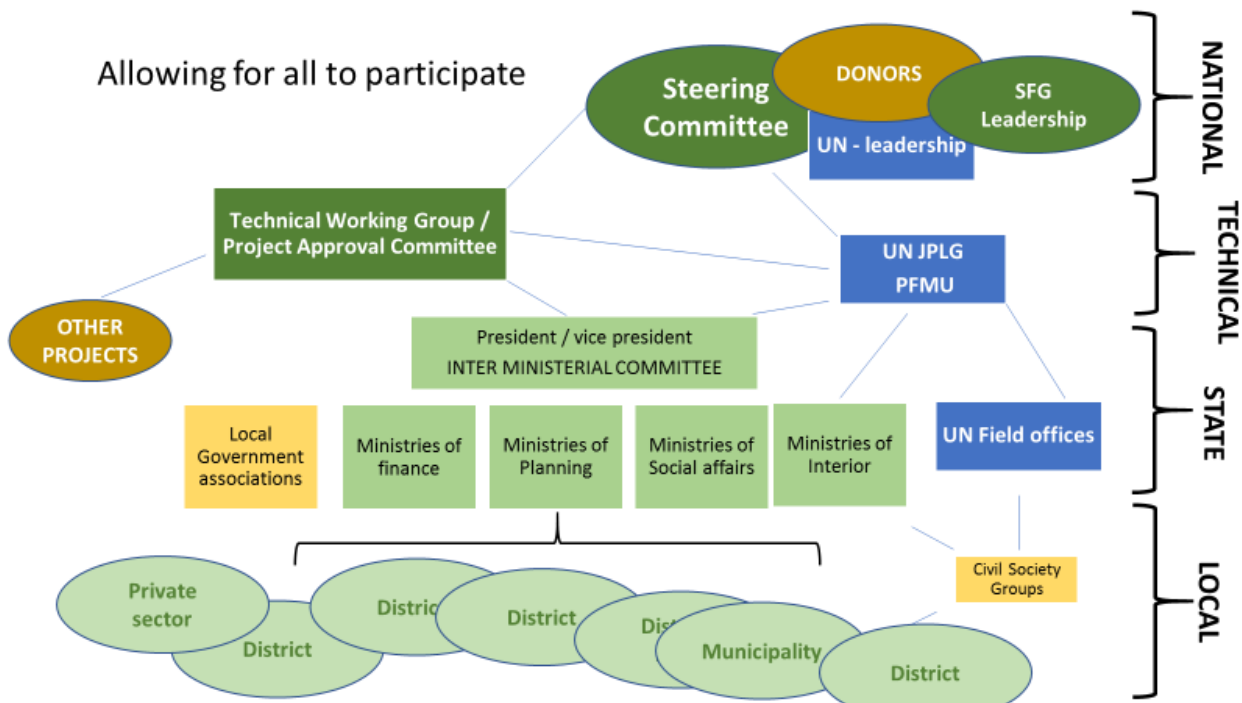 Allowing for all to participate
Steering
Committee
DONORS
SFG
Leadership
UN - leadership
NATIONAL
Technical Working Group /
Project Approval Committee
UN JPLG
PFMU
TECHNICAL
OTHER
PROJECTS
President / vice president
INTER MINISTERIAL COMMITTEE
Local
Government
associations
Ministries of
finance
Ministries of
Planning
Ministries of
Social affairs
Ministries of
Interior
UN Field offices
STATE
Civil Society
Groups
Private
sector
District
District
District
Municipality
District
LOCAL